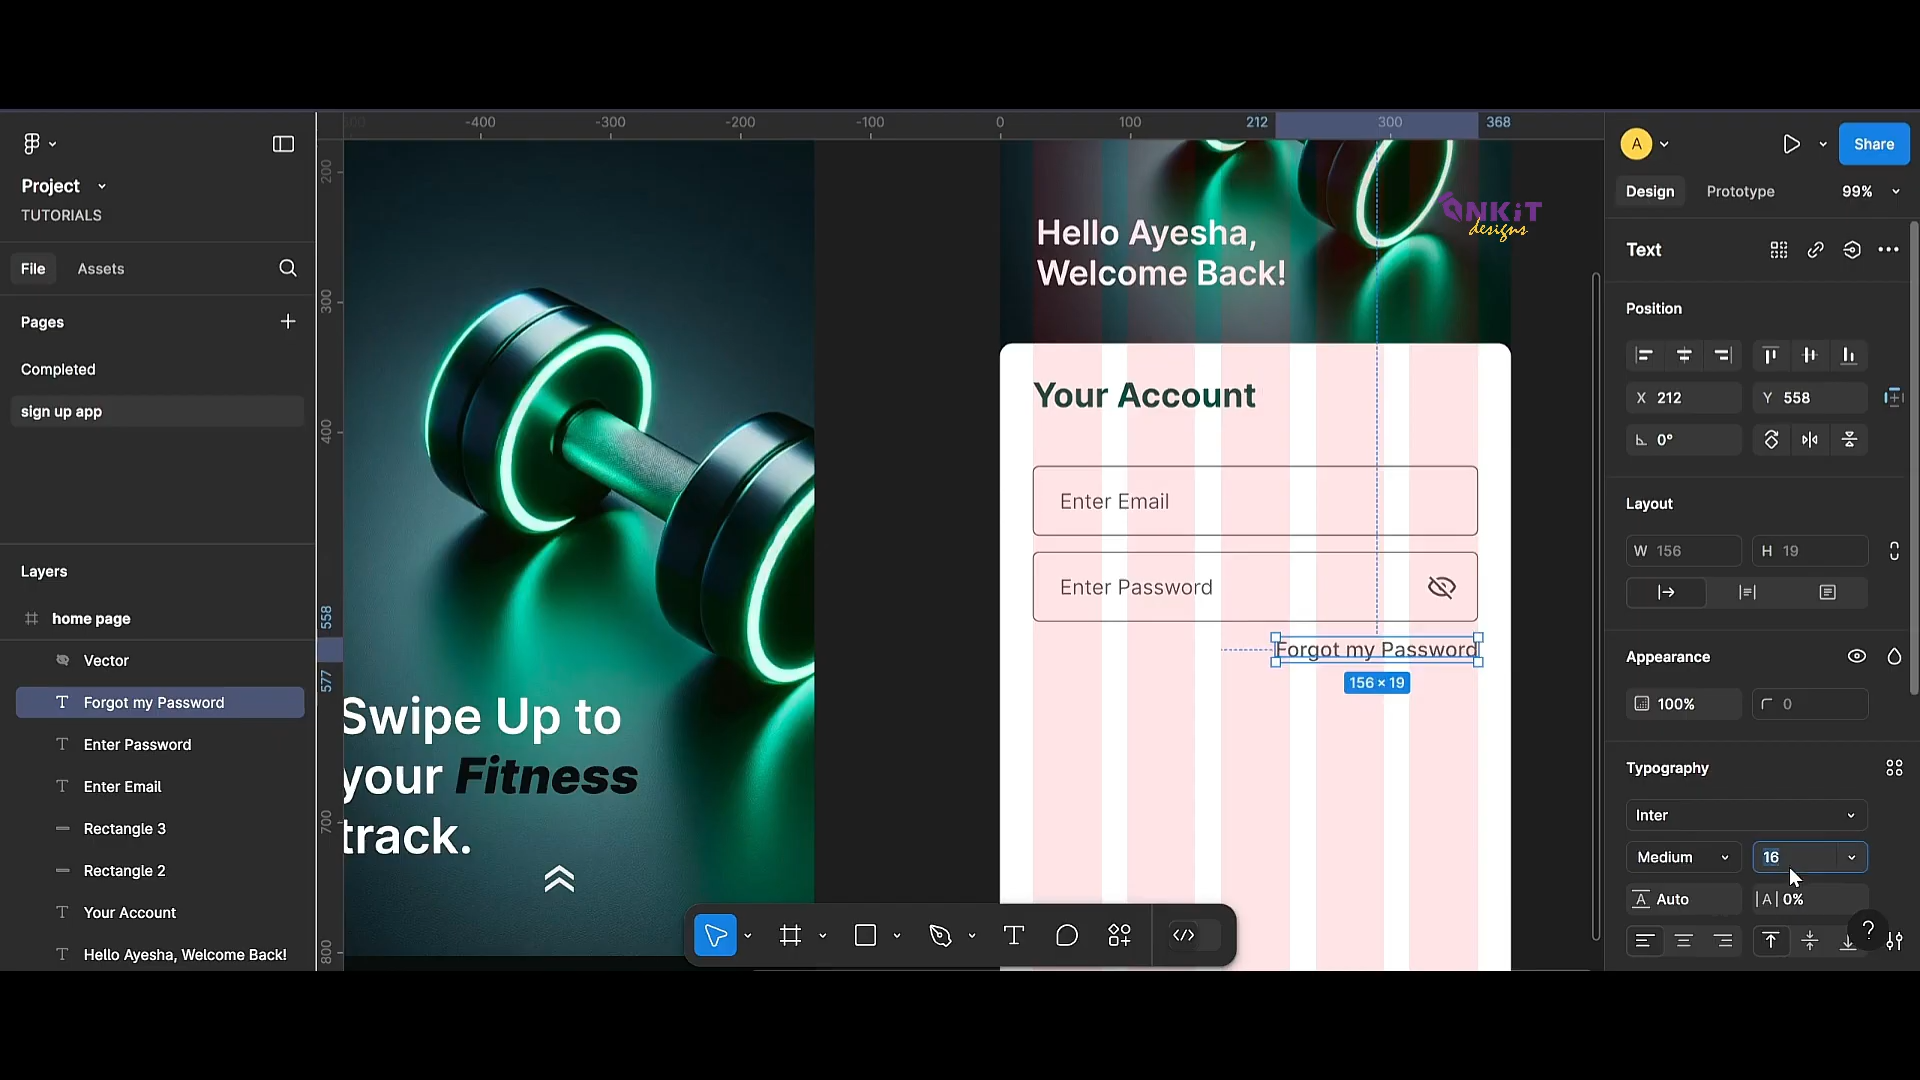 Project
TUTORIALS
File
Assets
Pages
Completed
sign up app
Layers
home page
Vector
Forgot my Password
Enter Password
Enter Email
Rectangle 3
Rectangle 2
Your Account
Hello Ayesha, Welcome Back!
-400
-300
-200
-100
0
100
212
300
368
200
300
400
558
577
700
800
Swipe Up to
your Fitness
track.
Hello Ayesha,
Welcome Back!
NKiT
designs
Your Account
Enter Email
Enter Password
Forgot my Password
156 × 19
A
Share
Design
Prototype
99%
Text
Position
X 212
Y 558
0°
Layout
W 156
H 19
Appearance
100%
0
Typography
Inter
Medium
16
Auto
0%
?